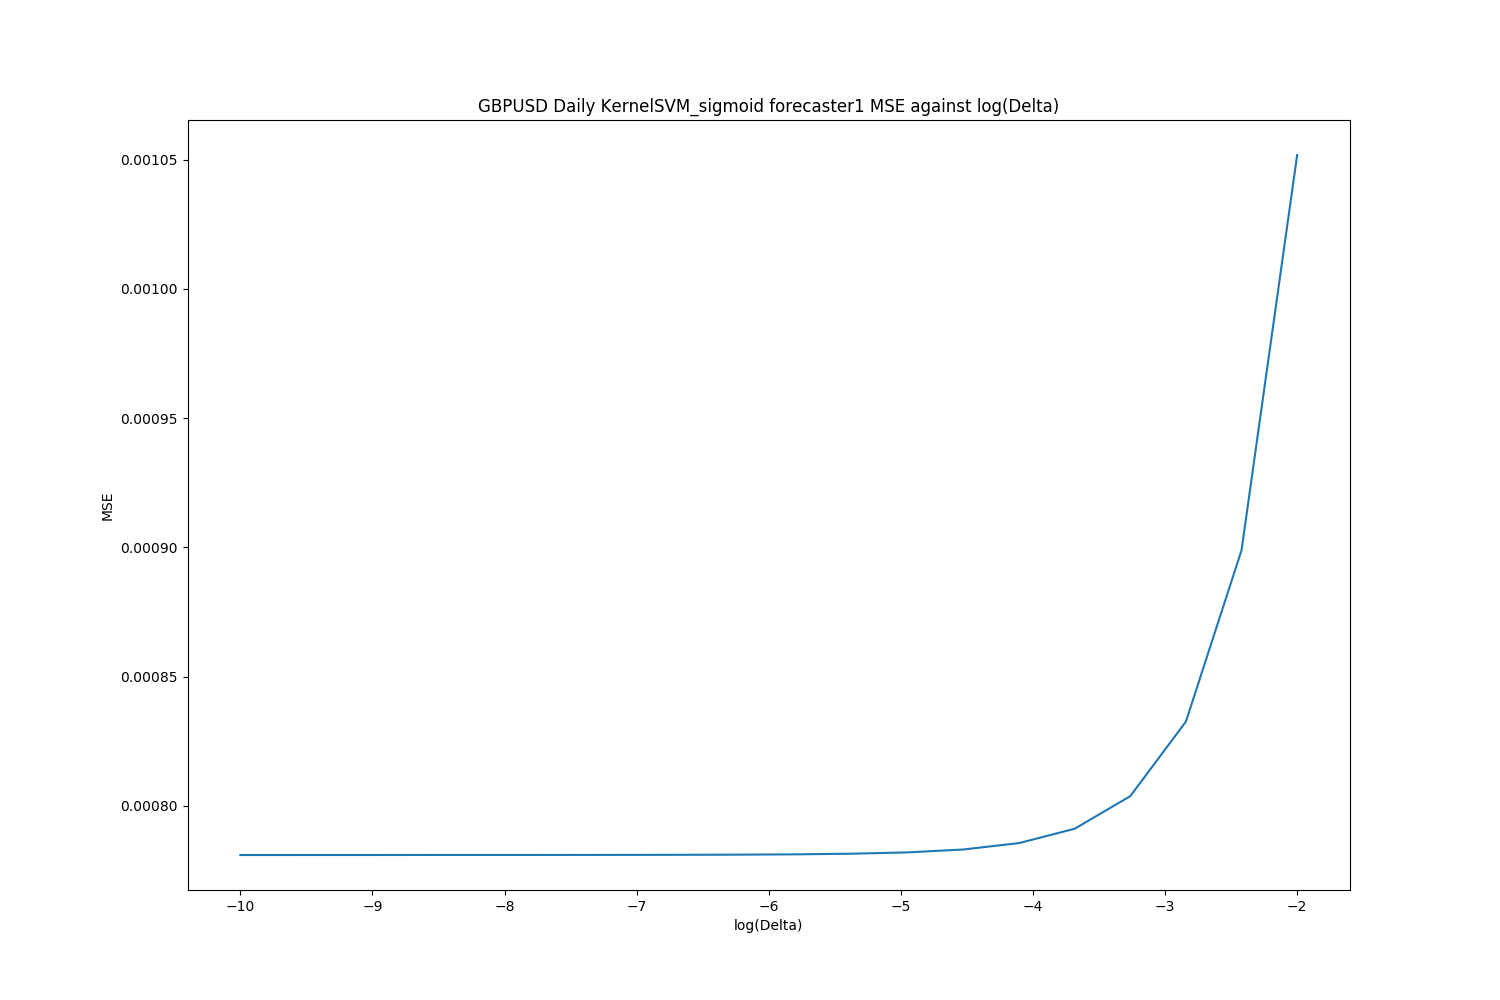 GBPUSD Daily KernelSVM_sigmoid forecaster1 MSE against log(Delta)
0.00105
0.00100
0.00095
0.00090
0.00085
0.00080
MSE
−10 −9 −8 −7 −6 −5 −4 −3 −2
log(Delta)